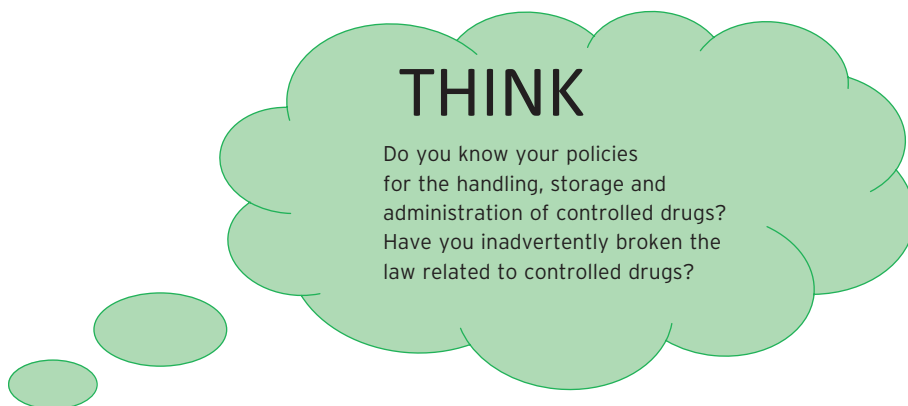 THINK
Do you know your policies
for the handling, storage and
administration of controlled drugs?
Have you inadvertently broken the
law related to controlled drugs?